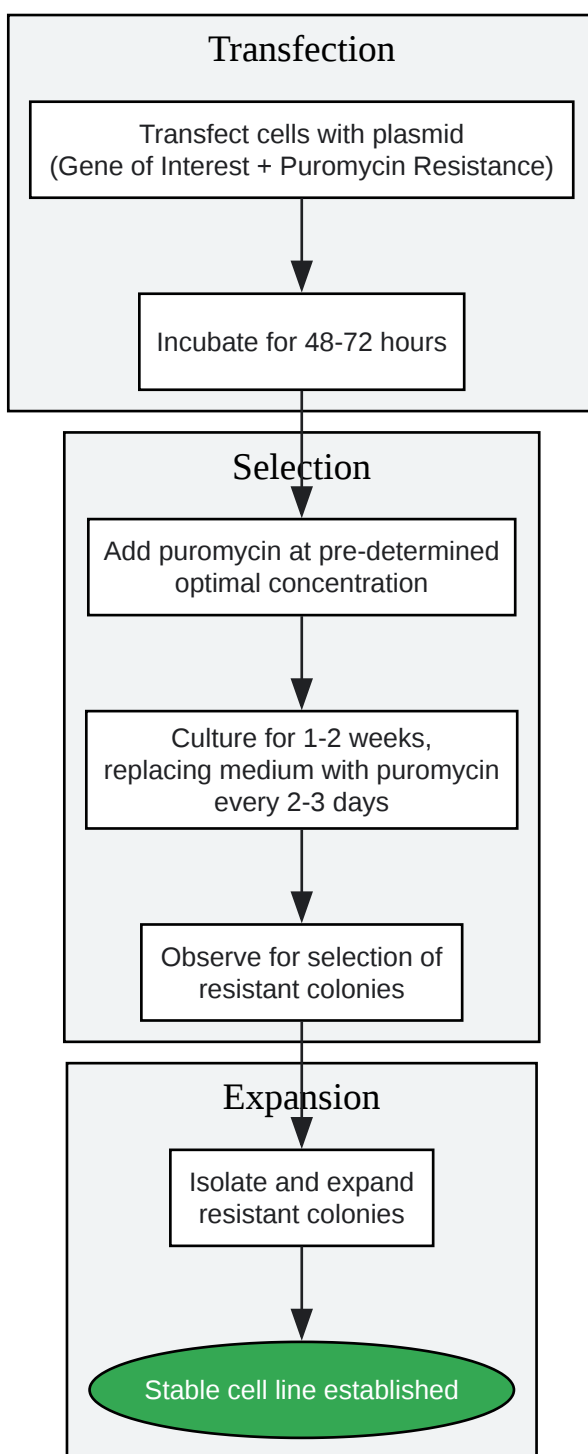 Transfection
Transfect cells with plasmid
(Gene of Interest + Puromycin Resistance)
Incubate for 48-72 hours
Selection
Add puromycin at pre-determined
optimal concentration
Culture for 1-2 weeks,
replacing medium with puromycin
every 2-3 days
Observe for selection of
resistant colonies
Expansion
Isolate and expand
resistant colonies
Stable cell line established